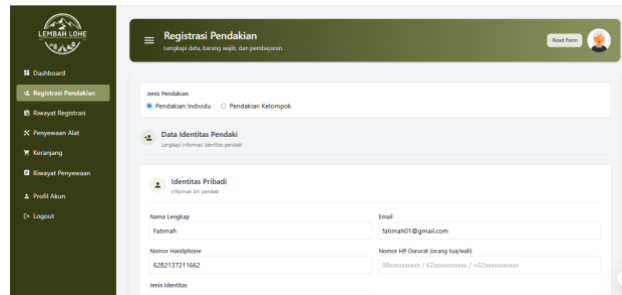 LEMBAH LOHE
Registrasi Pendakian
Lengkapi data, barang wajib, dan pembayaran.
Reset Form
Dashboard
Registrasi Pendakian
Riwayat Registrasi
Penyewaan Alat
Keranjang
Riwayat Penyewaan
Profil Akun
Logout
Jenis Pendakian
Pendakian Individu
Pendakian Kelompok
Data Identitas Pendaki
Lengkapi informasi identitas pendaki
Identitas Pribadi
Informasi diri pendaki
Nama Lengkap
Email
Fatimah
fatimah01@gmail.com
Nomor Handphone
Nomor HP Darurat (orang tua/wali)
6282137211662
08xxxxxxxxxx / 62xxxxxxxxxx / +62xxxxxxxxxx
Jenis Identitas